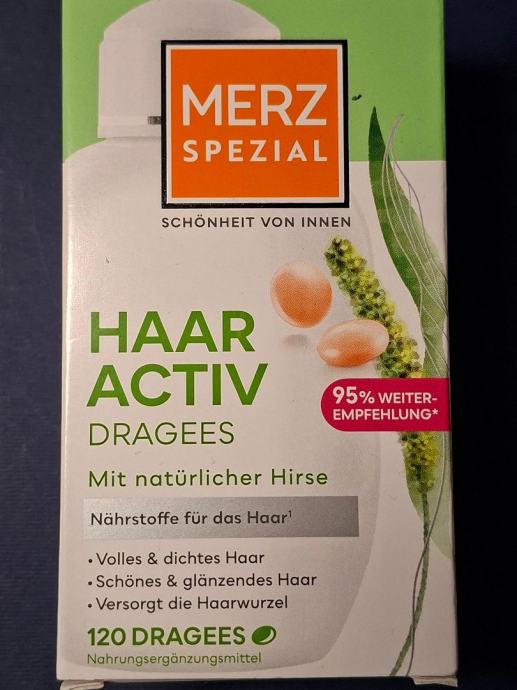 MERZ
SPEZIAL
SCHÖNHEIT VON INNEN
HAAR
ACTIV
DRAGEES
95% WEITER-
EMPFEHLUNG*
Mit natürlicher Hirse
Nährstoffe für das Haar¹
• Volles & dichtes Haar
• Schönes & glänzendes Haar
• Versorgt die Haarwurzel
120 DRAGEES
Nahrungsergänzungsmittel